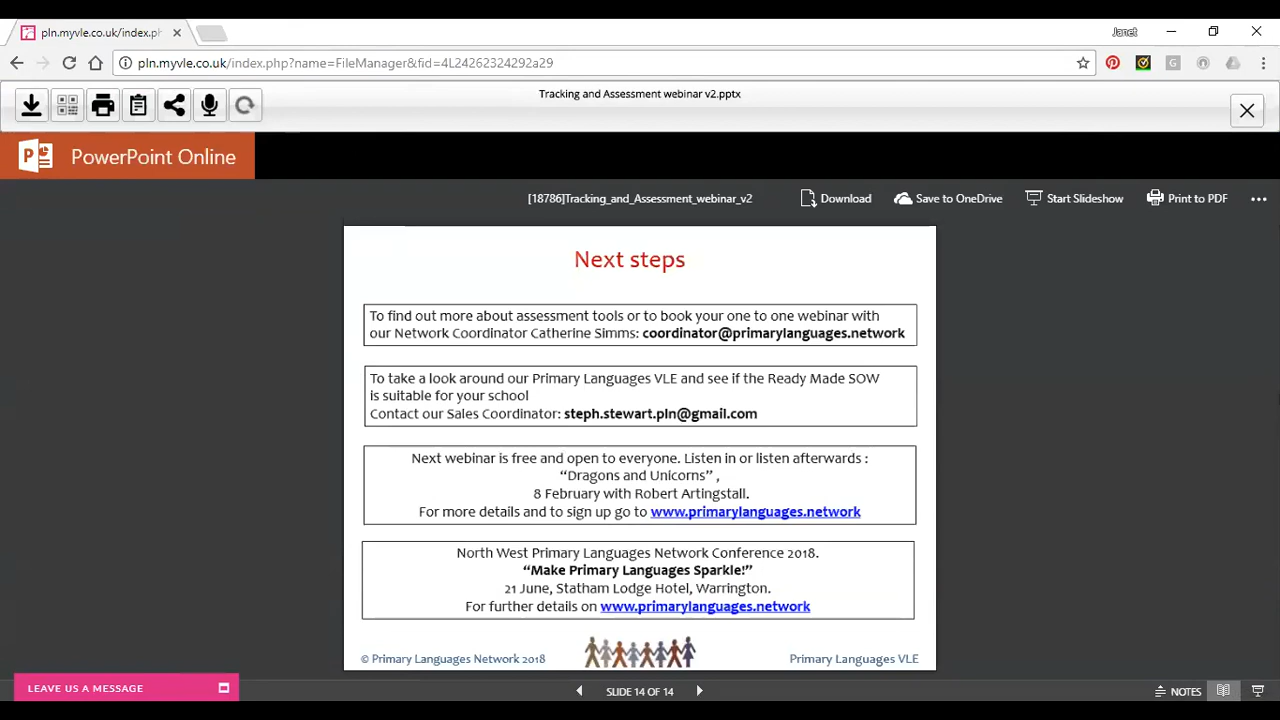 pln.myvle.co.uk/index.ph
Janet
pln.myvle.co.uk/index.php?name=FileManager&fid=4L24262324292a29
Tracking and Assessment webinar v2.pptx
PowerPoint Online
[18786]Tracking_and_Assessment_webinar_v2
Download
Save to OneDrive
Start Slideshow
Print to PDF
Next steps
To find out more about assessment tools or to book your one to one webinar with
our Network Coordinator Catherine Simms: coordinator@primarylanguages.network
To take a look around our Primary Languages VLE and see if the Ready Made SOW
is suitable for your school
Contact our Sales Coordinator: steph.stewart.pln@gmail.com
Next webinar is free and open to everyone. Listen in or listen afterwards :
“Dragons and Unicorns” ,
8 February with Robert Artingstall.
For more details and to sign up go to www.primarylanguages.network
North West Primary Languages Network Conference 2018.
“Make Primary Languages Sparkle!”
21 June, Statham Lodge Hotel, Warrington.
For further details on www.primarylanguages.network
© Primary Languages Network 2018
Primary Languages VLE
LEAVE US A MESSAGE
SLIDE 14 OF 14
NOTES